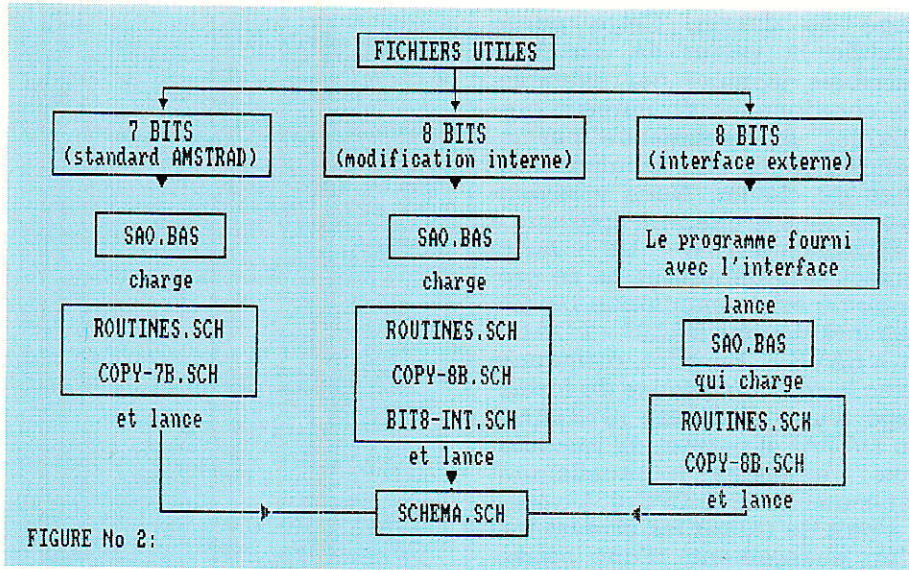 FICHIERS UTILES
7 BITS
(standard AMSTRAD)
SAO.BAS
charge
ROUTINES.SCH
COPY-7B.SCH
et lance
8 BITS
(modification interne)
SAO.BAS
charge
ROUTINES.SCH
COPY-8B.SCH
BIT8-INT.SCH
et lance
8 BITS
(interface externe)
Le programme fourni
avec l'interface
lance
SAO.BAS
qui charge
ROUTINES.SCH
COPY-8B.SCH
et lance
SCHEMA.SCH
FIGURE No 2: